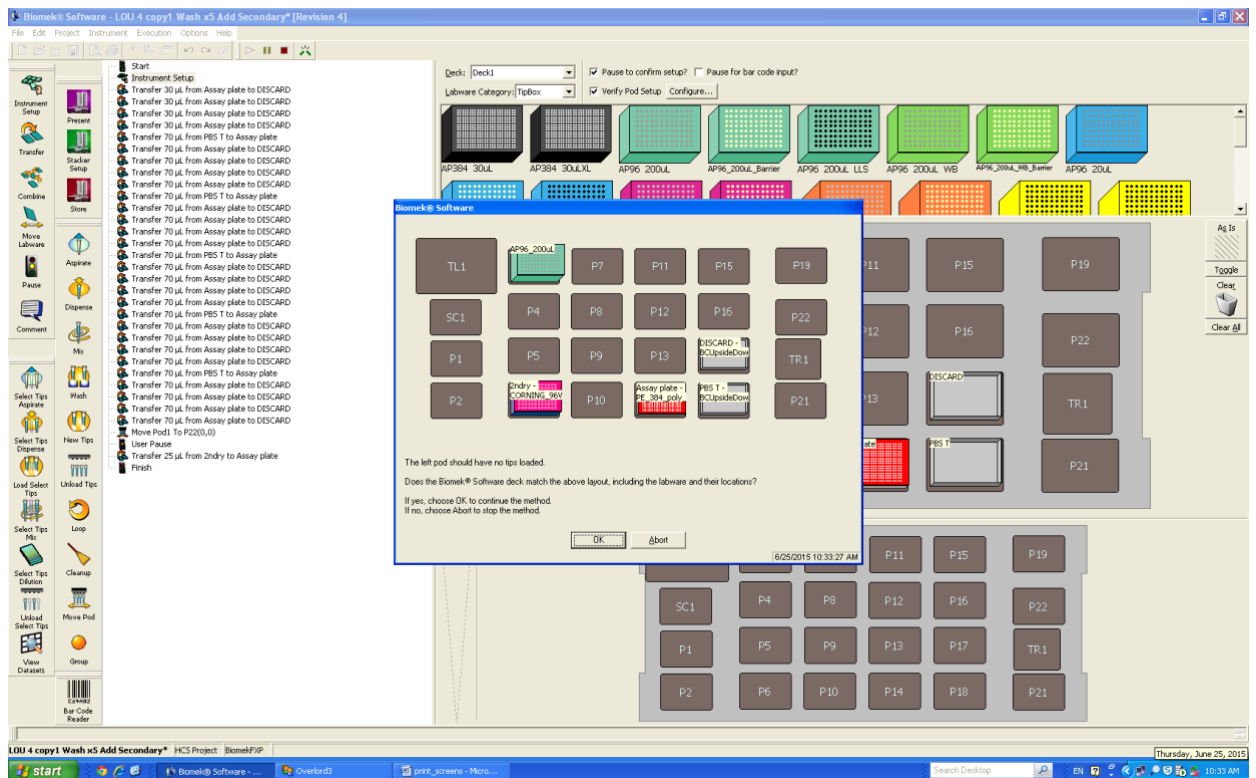 Biomek® Software - LOU 4 copy1 Wash x5 Add Secondary* [Revision 4]
File Edit Project Instrument Execution Options Help
Instrument Setup
Transfer
Combine
Move Labware
Pause
Comment
Select Tips Aspirate
Select Tips Dispense
Load Select Tips
Select Tips Mix
Select Tips Dilution
Unload Select Tips
View Datasets
Present
Stacker Setup
Store
Aspirate
Dispense
Mix
Wash
New Tips
Unload Tips
Loop
Cleanup
Move Pod
Group
Bar Code Reader
Start
Instrument Setup
Transfer 30 µL from Assay plate to DISCARD
Transfer 30 µL from Assay plate to DISCARD
Transfer 30 µL from Assay plate to DISCARD
Transfer 30 µL from Assay plate to DISCARD
Transfer 70 µL from PBS T to Assay plate
Transfer 70 µL from Assay plate to DISCARD
Transfer 70 µL from Assay plate to DISCARD
Transfer 70 µL from Assay plate to DISCARD
Transfer 70 µL from Assay plate to DISCARD
Transfer 70 µL from PBS T to Assay plate
Transfer 70 µL from Assay plate to DISCARD
Transfer 70 µL from Assay plate to DISCARD
Transfer 70 µL from Assay plate to DISCARD
Transfer 70 µL from Assay plate to DISCARD
Transfer 70 µL from PBS T to Assay plate
Transfer 70 µL from Assay plate to DISCARD
Transfer 70 µL from Assay plate to DISCARD
Transfer 70 µL from Assay plate to DISCARD
Transfer 70 µL from Assay plate to DISCARD
Transfer 70 µL from PBS T to Assay plate
Transfer 70 µL from Assay plate to DISCARD
Transfer 70 µL from Assay plate to DISCARD
Transfer 70 µL from Assay plate to DISCARD
Transfer 70 µL from Assay plate to DISCARD
Transfer 70 µL from PBS T to Assay plate
Transfer 70 µL from Assay plate to DISCARD
Transfer 70 µL from Assay plate to DISCARD
Transfer 70 µL from Assay plate to DISCARD
Transfer 70 µL from Assay plate to DISCARD
Move Pod1 To P22(0,0)
User Pause
Transfer 25 µL from 2ndry to Assay plate
Finish
Deck: Deck1 Pause to confirm setup? Pause for bar code input?
Labware Category: TipBox Verify Pod Setup Configure...
AP384 30uL AP384 30uLXL AP96 200uL AP96_200uL_Barrier AP96 200uL LLS AP96 200uL WB AP96_200uL_WB_Barrier AP96 20uL
Biomek® Software
TL1 AP96_200uL P7 P11 P15 P19
SC1 P4 P8 P12 P16 P22
P1 P5 P9 P13 DISCARD - BCUpsideDow TR1
P2 2ndry - CORNING_96V P10 Assay plate - PE_384_poly PBS T - BCUpsideDow P21
The left pod should have no tips loaded.
Does the Biomek® Software deck match the above layout, including the labware and their locations?
If yes, choose OK to continue the method.
If no, choose Abort to stop the method.
OK Abort
6/25/2015 10:33:27 AM
P11 P15 P19
P12 P16 P22
P13 DISCARD TR1
ate PBS T P21
As Is
Toggle
Clear
Clear All
P11 P15 P19
SC1 P4 P8 P12 P16 P22
P1 P5 P9 P13 P17 TR1
P2 P6 P10 P14 P18 P21
LOU 4 copy1 Wash x5 Add Secondary* HCS Project BiomekFXP
Thursday, June 25, 2015
start Biomek® Software - ... Overlord3 print_screens - Micro... Search Desktop EN 10:33 AM